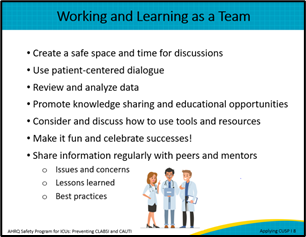 Working and Learning as a Team
• Create a safe space and time for discussions
• Use patient-centered dialogue
• Review and analyze data
• Promote knowledge sharing and educational opportunities
• Consider and discuss how to use tools and resources
• Make it fun and celebrate successes!
• Share information regularly with peers and mentors
o Issues and concerns
o Lessons learned
o Best practices
AHRQ Safety Program for ICUs: Preventing CLABSI and CAUTI
Applying CUSP I 8